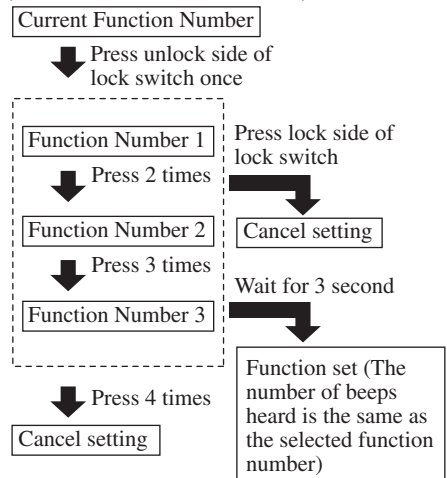 Current Function Number
Press unlock side of
lock switch once
Function Number 1
Press lock side of
lock switch
Press 2 times
Function Number 2
Cancel setting
Press 3 times
Wait for 3 second
Function Number 3
Function set (The
number of beeps
heard is the same as
the selected function
number)
Press 4 times
Cancel setting